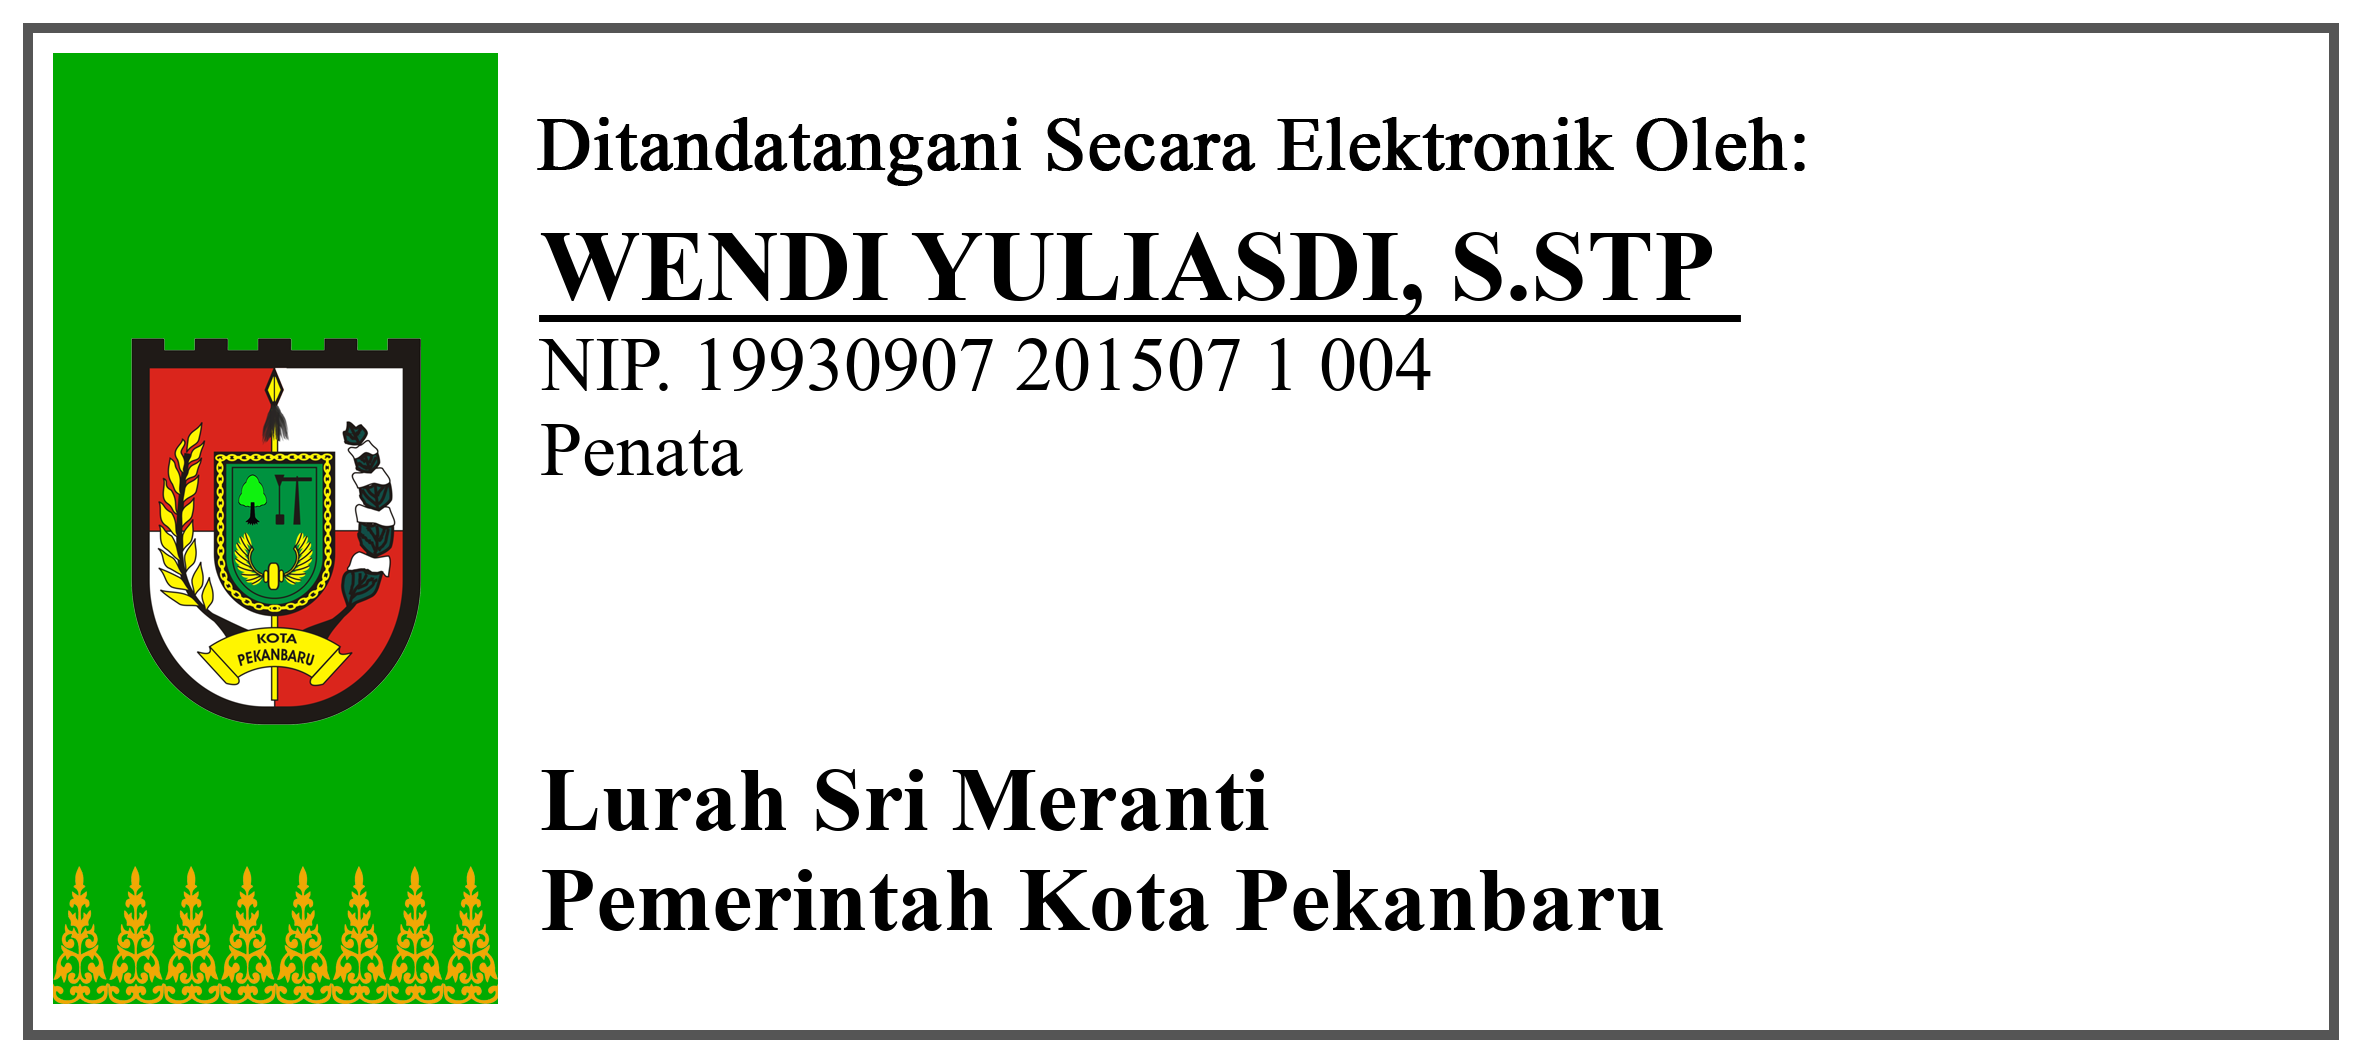 Ditandatangani Secara Elektronik Oleh:
WENDI YULIASDI, S.STP
NIP. 19930907 201507 1 004
Penata
KOTA
PEKANBARU
Lurah Sri Meranti
Pemerintah Kota Pekanbaru